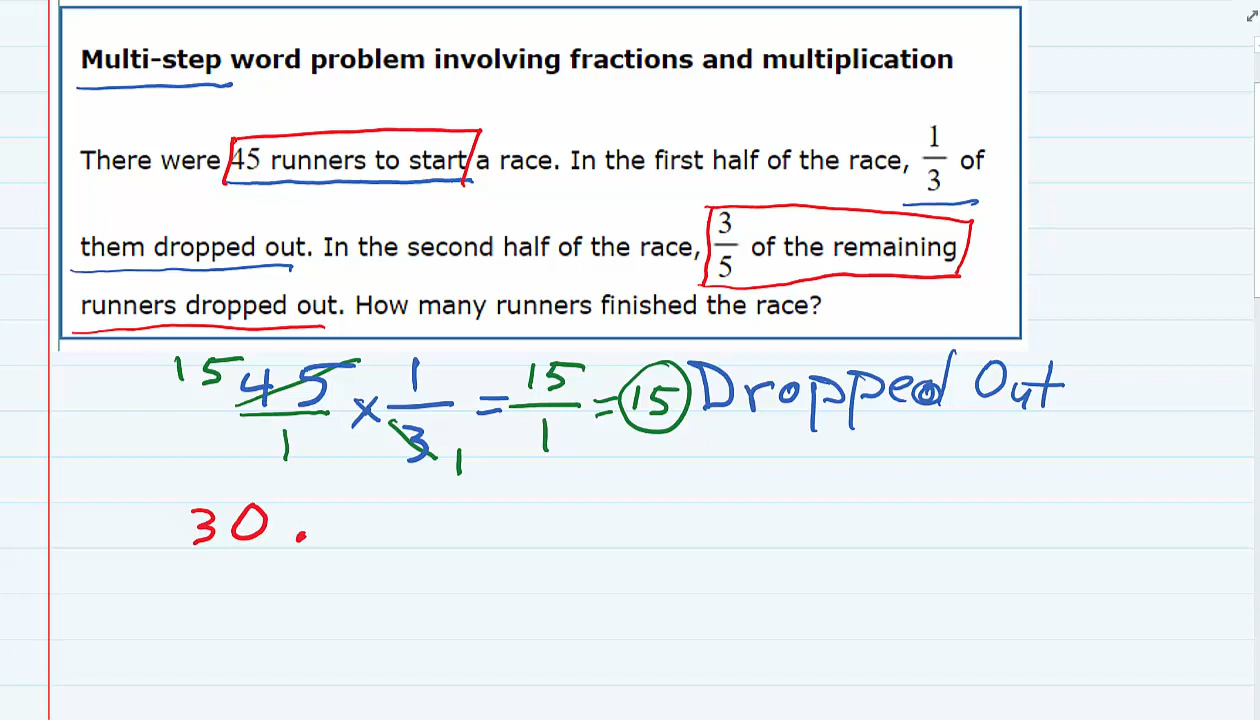 Multi-step word problem involving fractions and multiplication
There were 45 runners to start a race. In the first half of the race, 1/3 of
them dropped out. In the second half of the race, 3/5 of the remaining
runners dropped out. How many runners finished the race?
15 45/1 × 1/3 1 = 15/1 = 15 Dropped Out
30 .